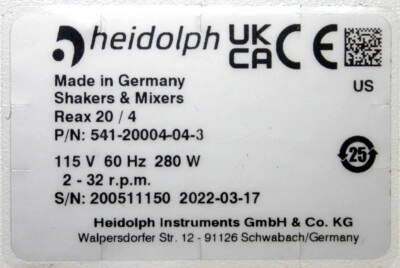 heidolph UK CA CE
US
Made in Germany
Shakers & Mixers
Reax 20 / 4
P/N: 541-20004-04-3
25
115 V 60 Hz 280 W
2 - 32 r.p.m.
S/N: 200511150 2022-03-17
Heidolph Instruments GmbH & Co. KG
Walpersdorfer Str. 12 - 91126 Schwabach/Germany